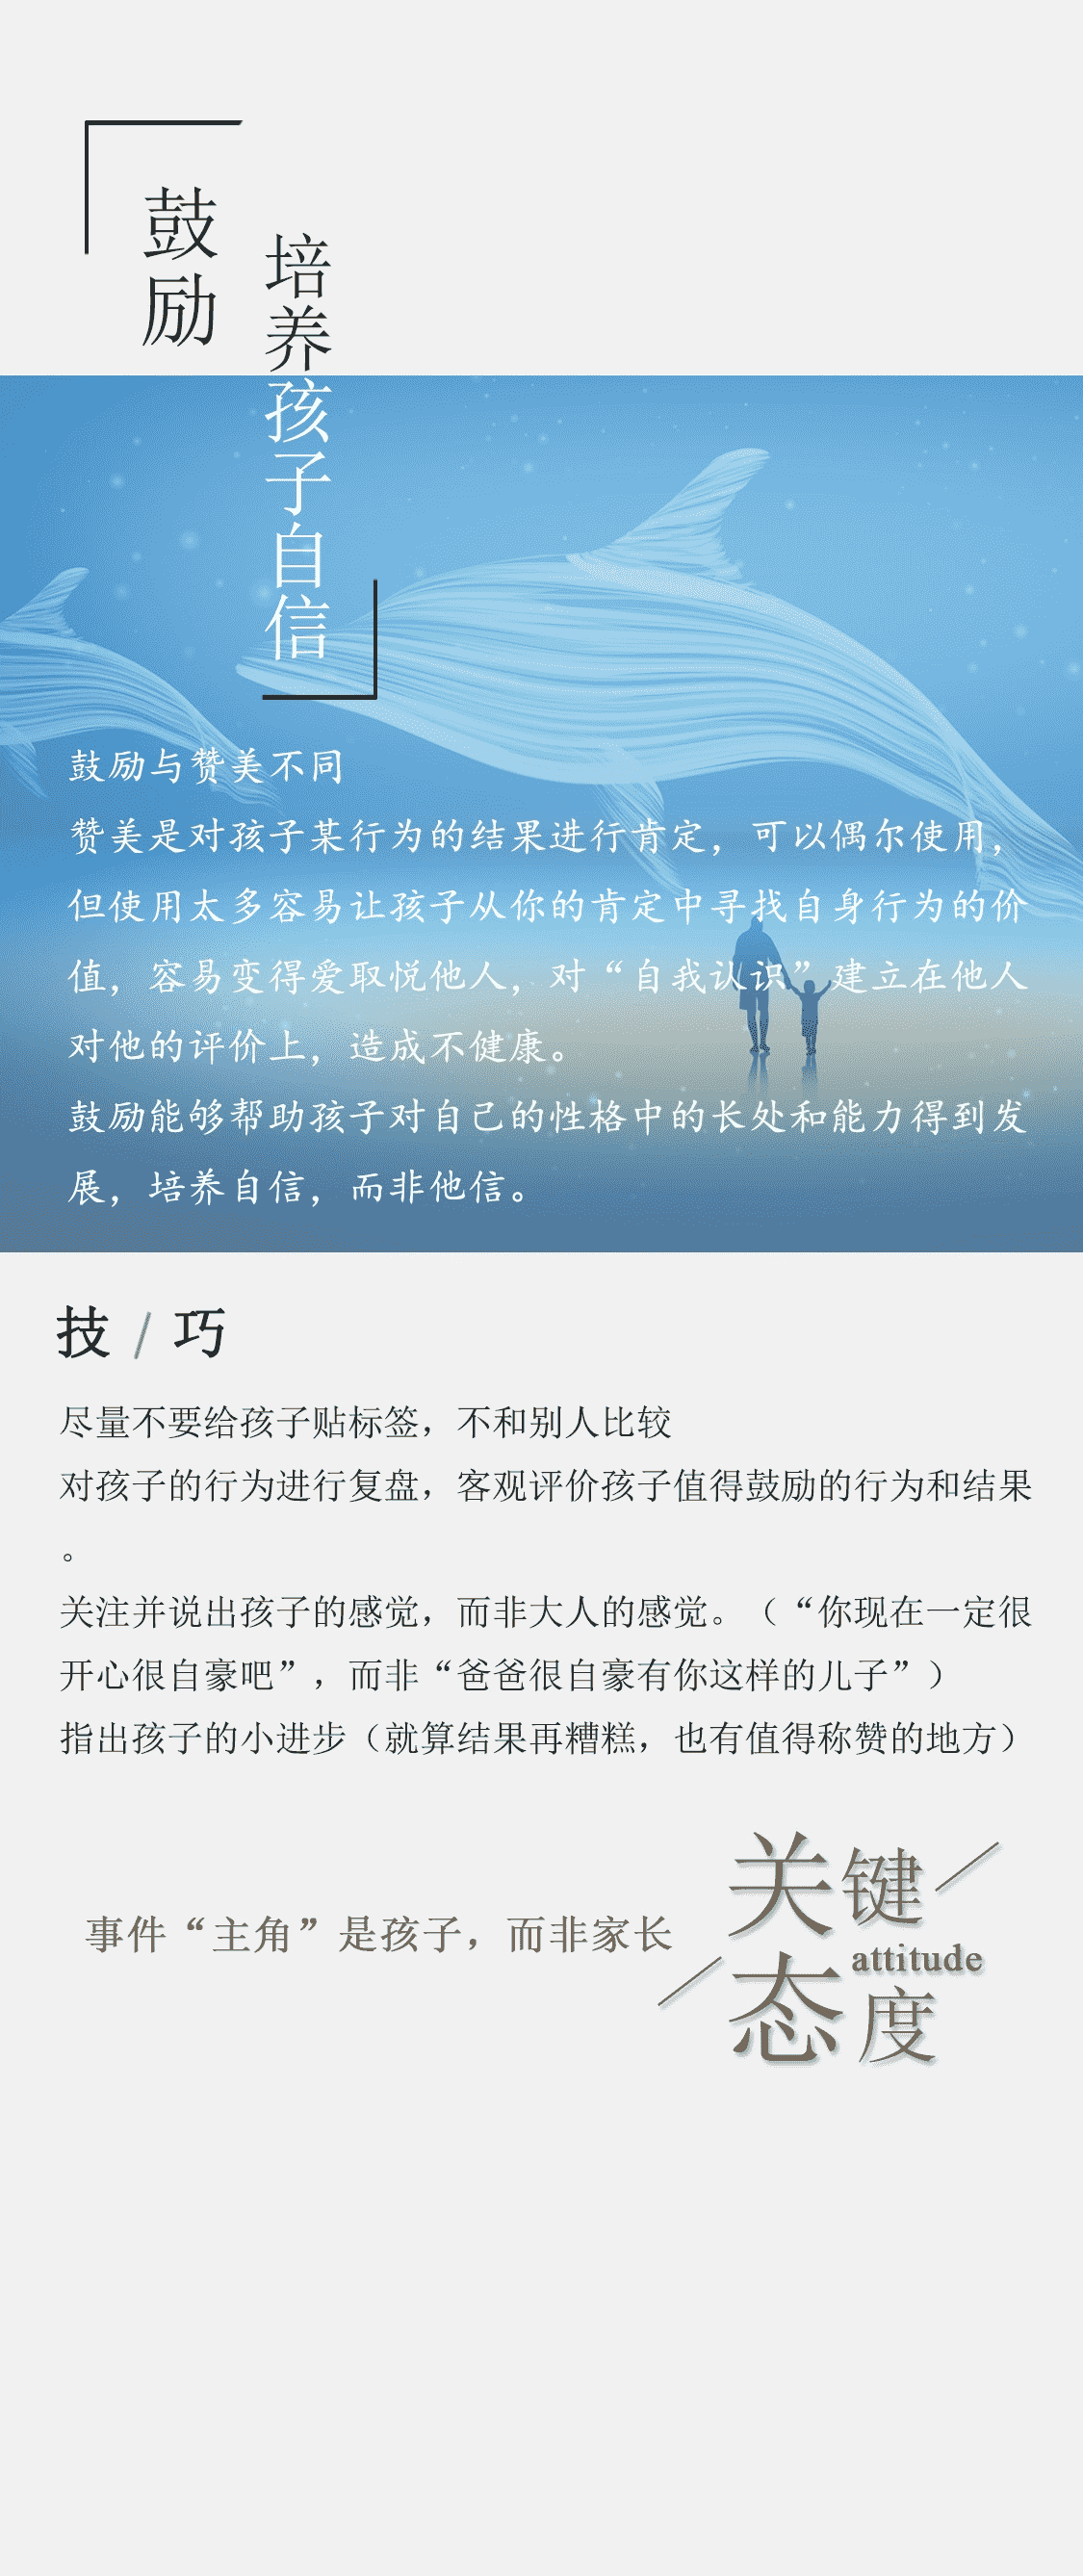 鼓励
培养孩子自信
鼓励与赞美不同
赞美是对孩子某行为的结果进行肯定，可以偶尔使用，
但使用太多容易让孩子从你的肯定中寻找自身行为的价
值，容易变得爱取悦他人，对“自我认识”建立在他人
对他的评价上，造成不健康。
鼓励能够帮助孩子对自己的性格中的长处和能力得到发
展，培养自信，而非他信。
技/巧
尽量不要给孩子贴标签，不和别人比较
对孩子的行为进行复盘，客观评价孩子值得鼓励的行为和结果
。
关注并说出孩子的感觉，而非大人的感觉。（“你现在一定很
开心很自豪吧”，而非“爸爸很自豪有你这样的儿子”）
指出孩子的小进步（就算结果再糟糕，也有值得称赞的地方）
关键
attitude
态度
事件“主角”是孩子，而非家长